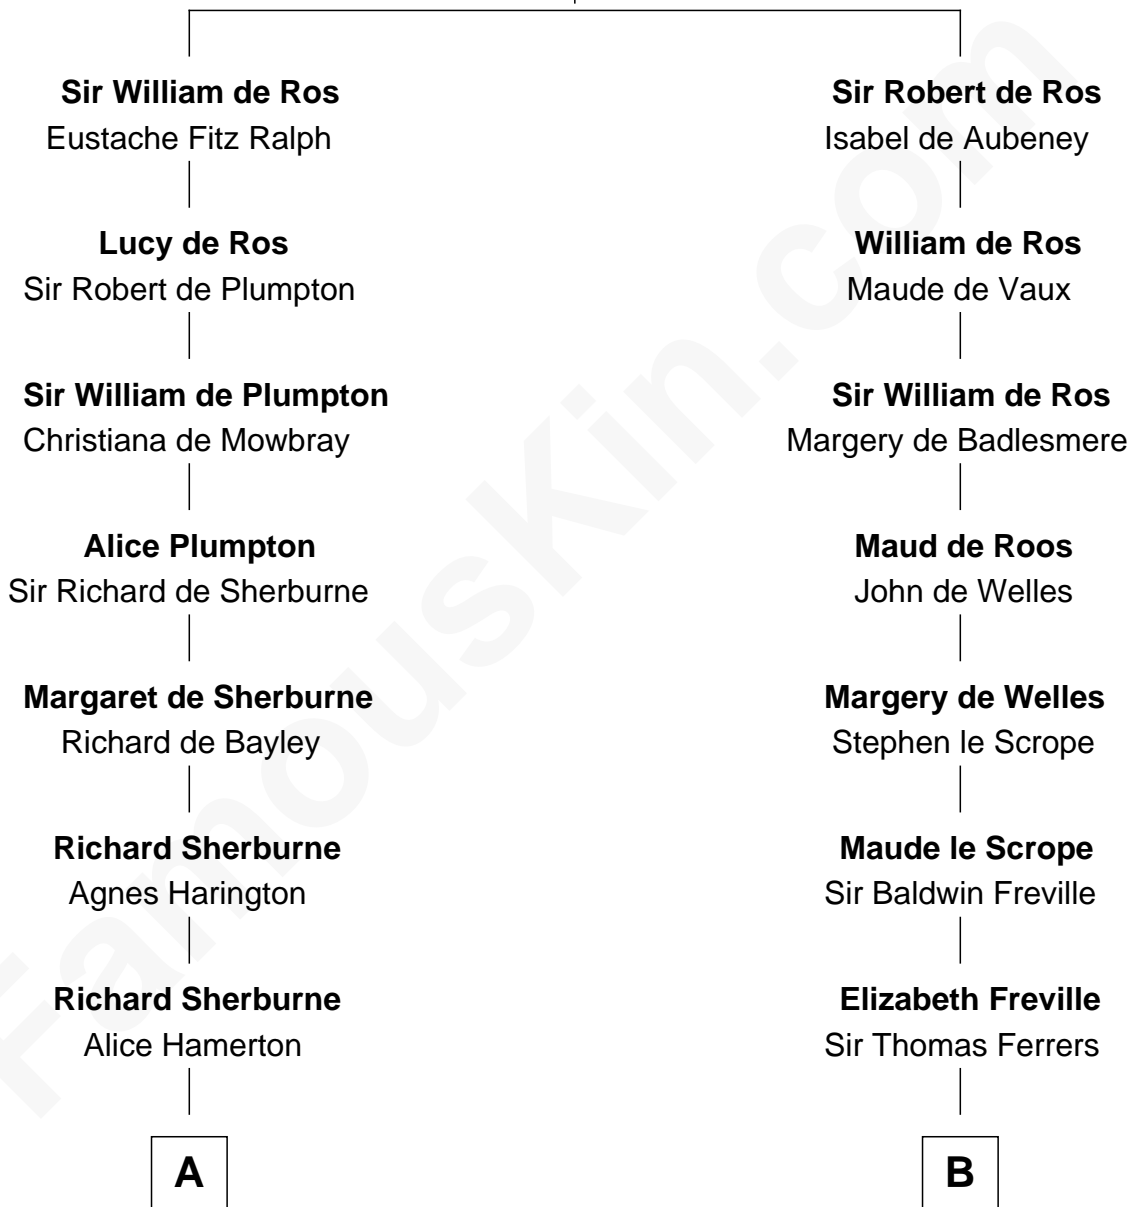 Sir William de Ros
Eustache Fitz Ralph
Lucy de Ros
Sir Robert de Plumpton
Sir William de Plumpton
Christiana de Mowbray
Alice Plumpton
Sir Richard de Sherburne
Margaret de Sherburne
Richard de Bayley
Richard Sherburne
Agnes Harington
Richard Sherburne
Alice Hamerton
A
Sir Robert de Ros
Isabel de Aubeney
William de Ros
Maude de Vaux
Sir William de Ros
Margery de Badlesmere
Maud de Roos
John de Welles
Margery de Welles
Stephen le Scrope
Maude le Scrope
Sir Baldwin Freville
Elizabeth Freville
Sir Thomas Ferrers
B
FamousKin.com